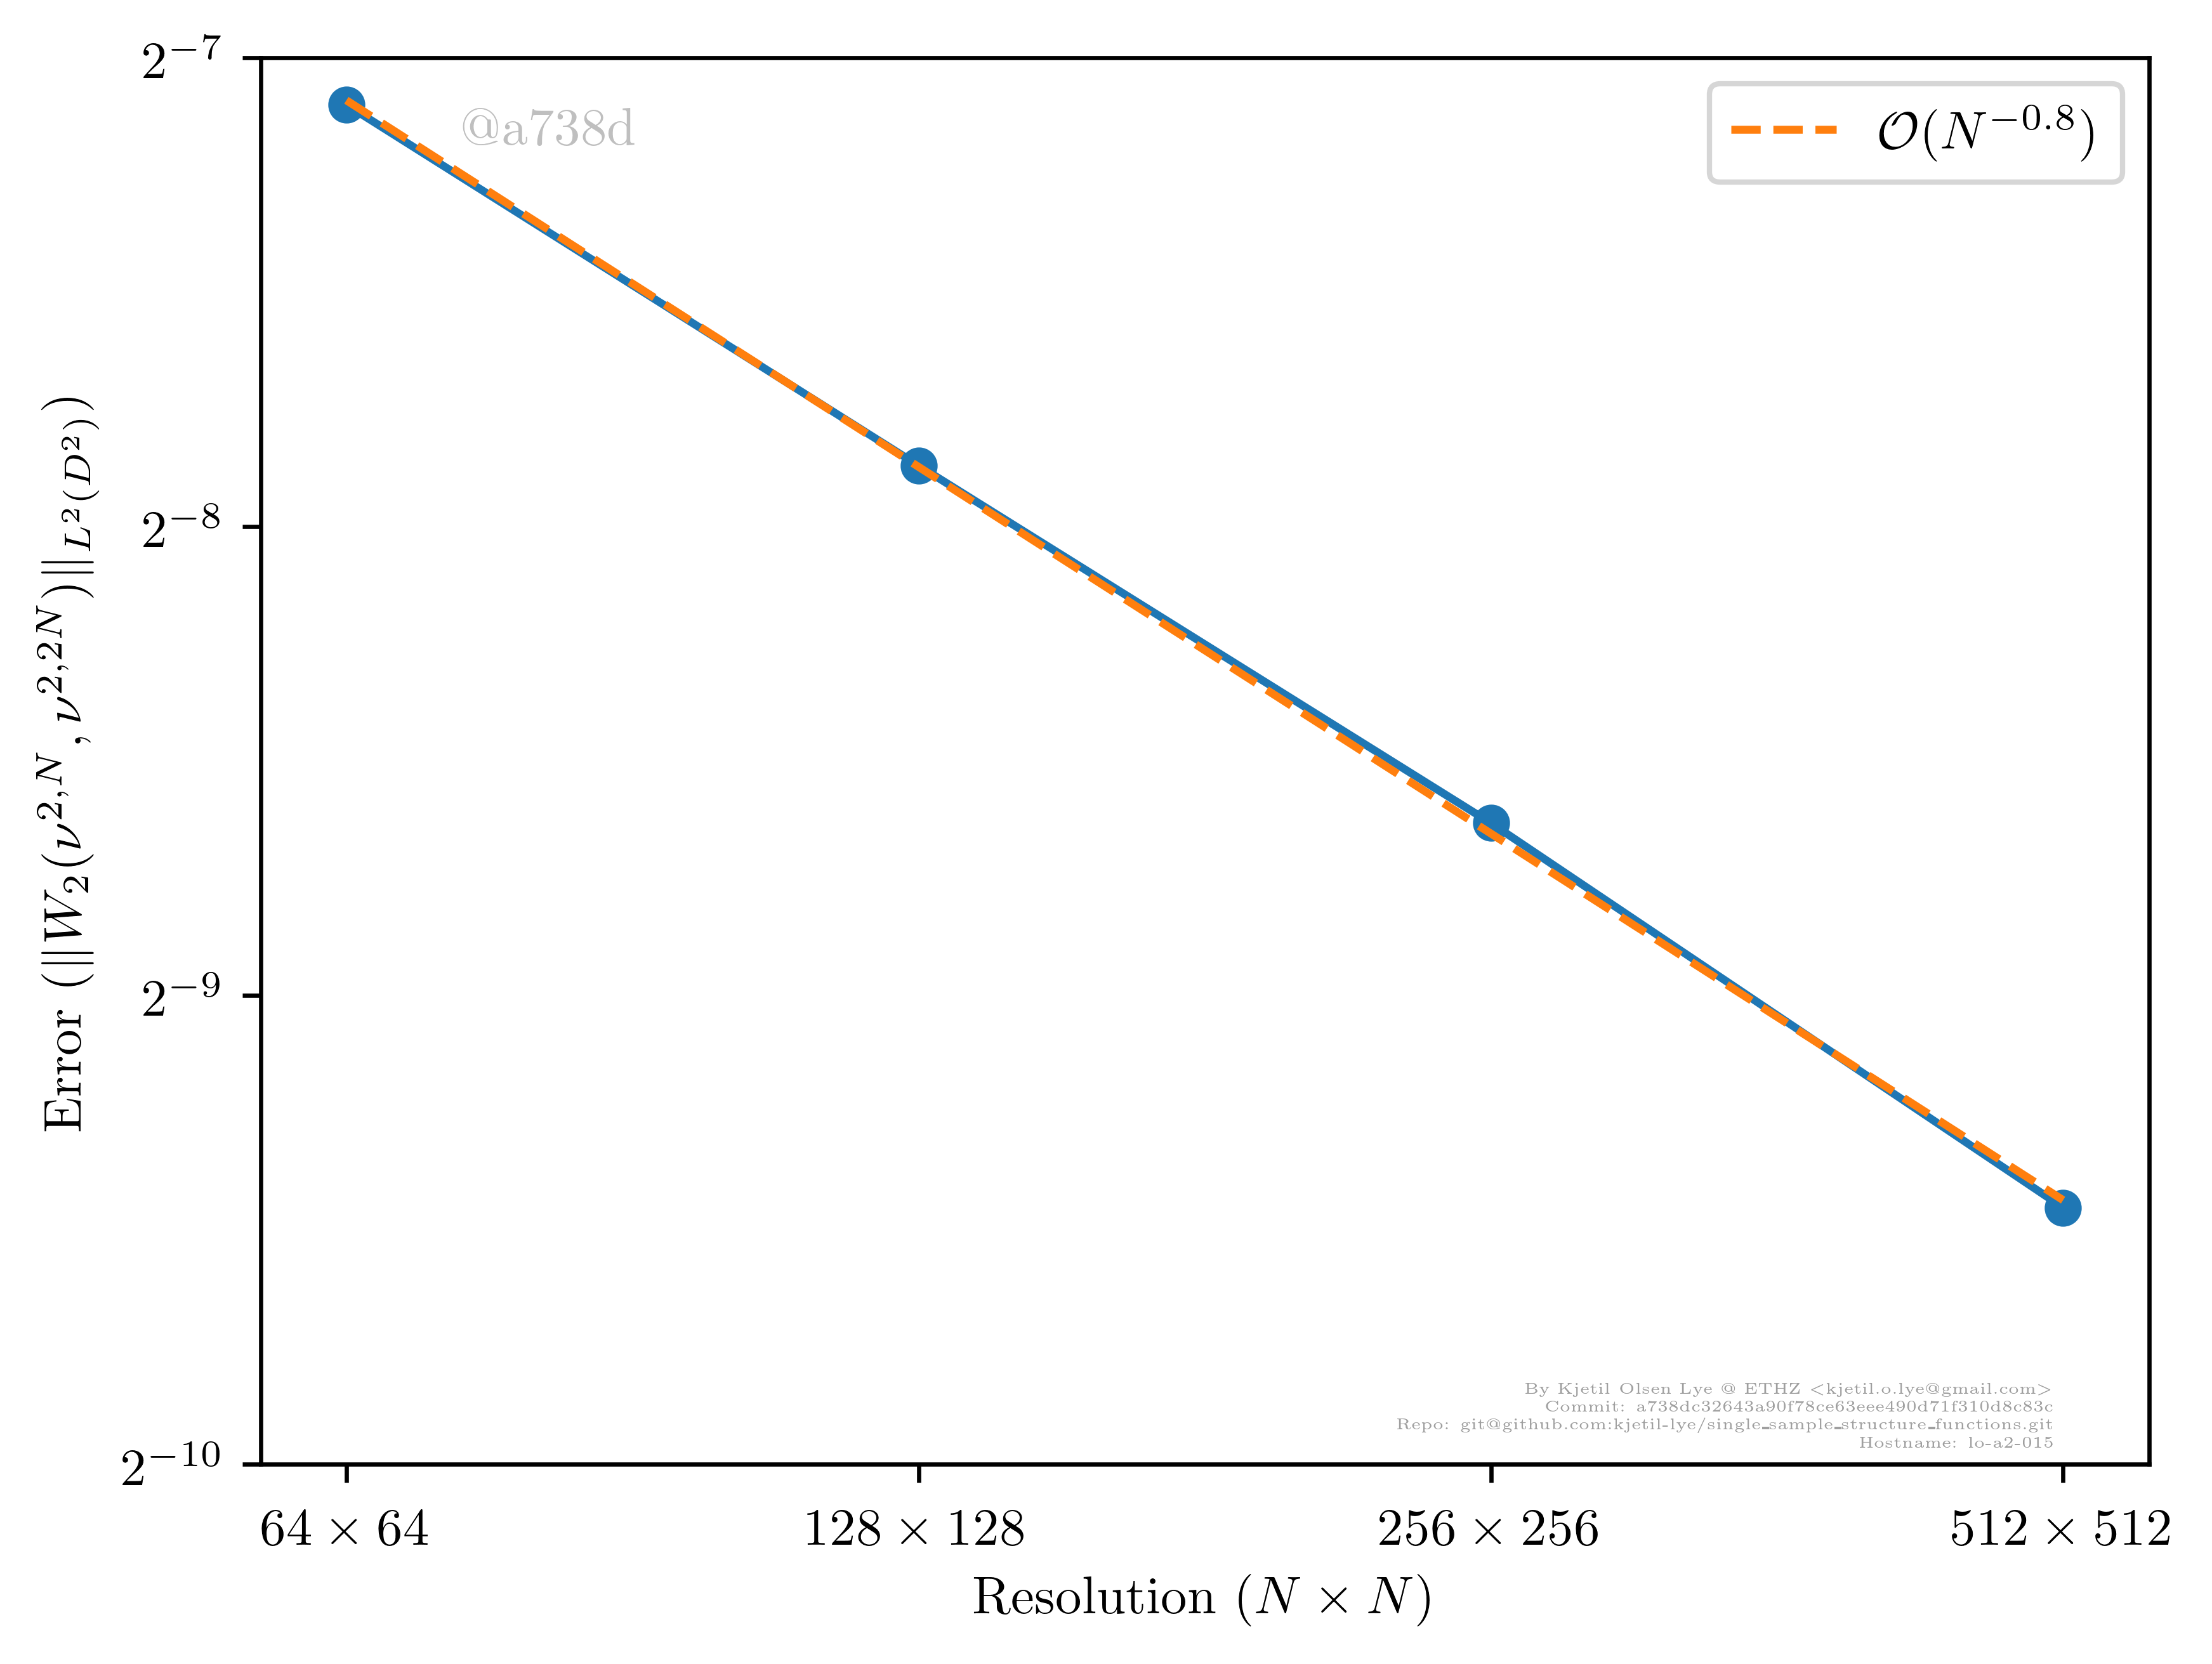 2^{-7}
@a738d
\mathcal{O}(N^{-0.8})
2^{-8}
2^{-9}
2^{-10}
Error (||W_2(ν^{2,N}, ν^{2,2N})||_{L^2(D^2)})
By Kjetil Olsen Lye @ ETHZ <kjetil.o.lye@gmail.com>
Commit: a738dc32643a90f78ce63eee490d71f310d8c83c
Repo: git@github.com:kjetil-lye/single_sample_structure_functions.git
Hostname: lo-a2-015
64 × 64
128 × 128
256 × 256
512 × 512
Resolution (N × N)